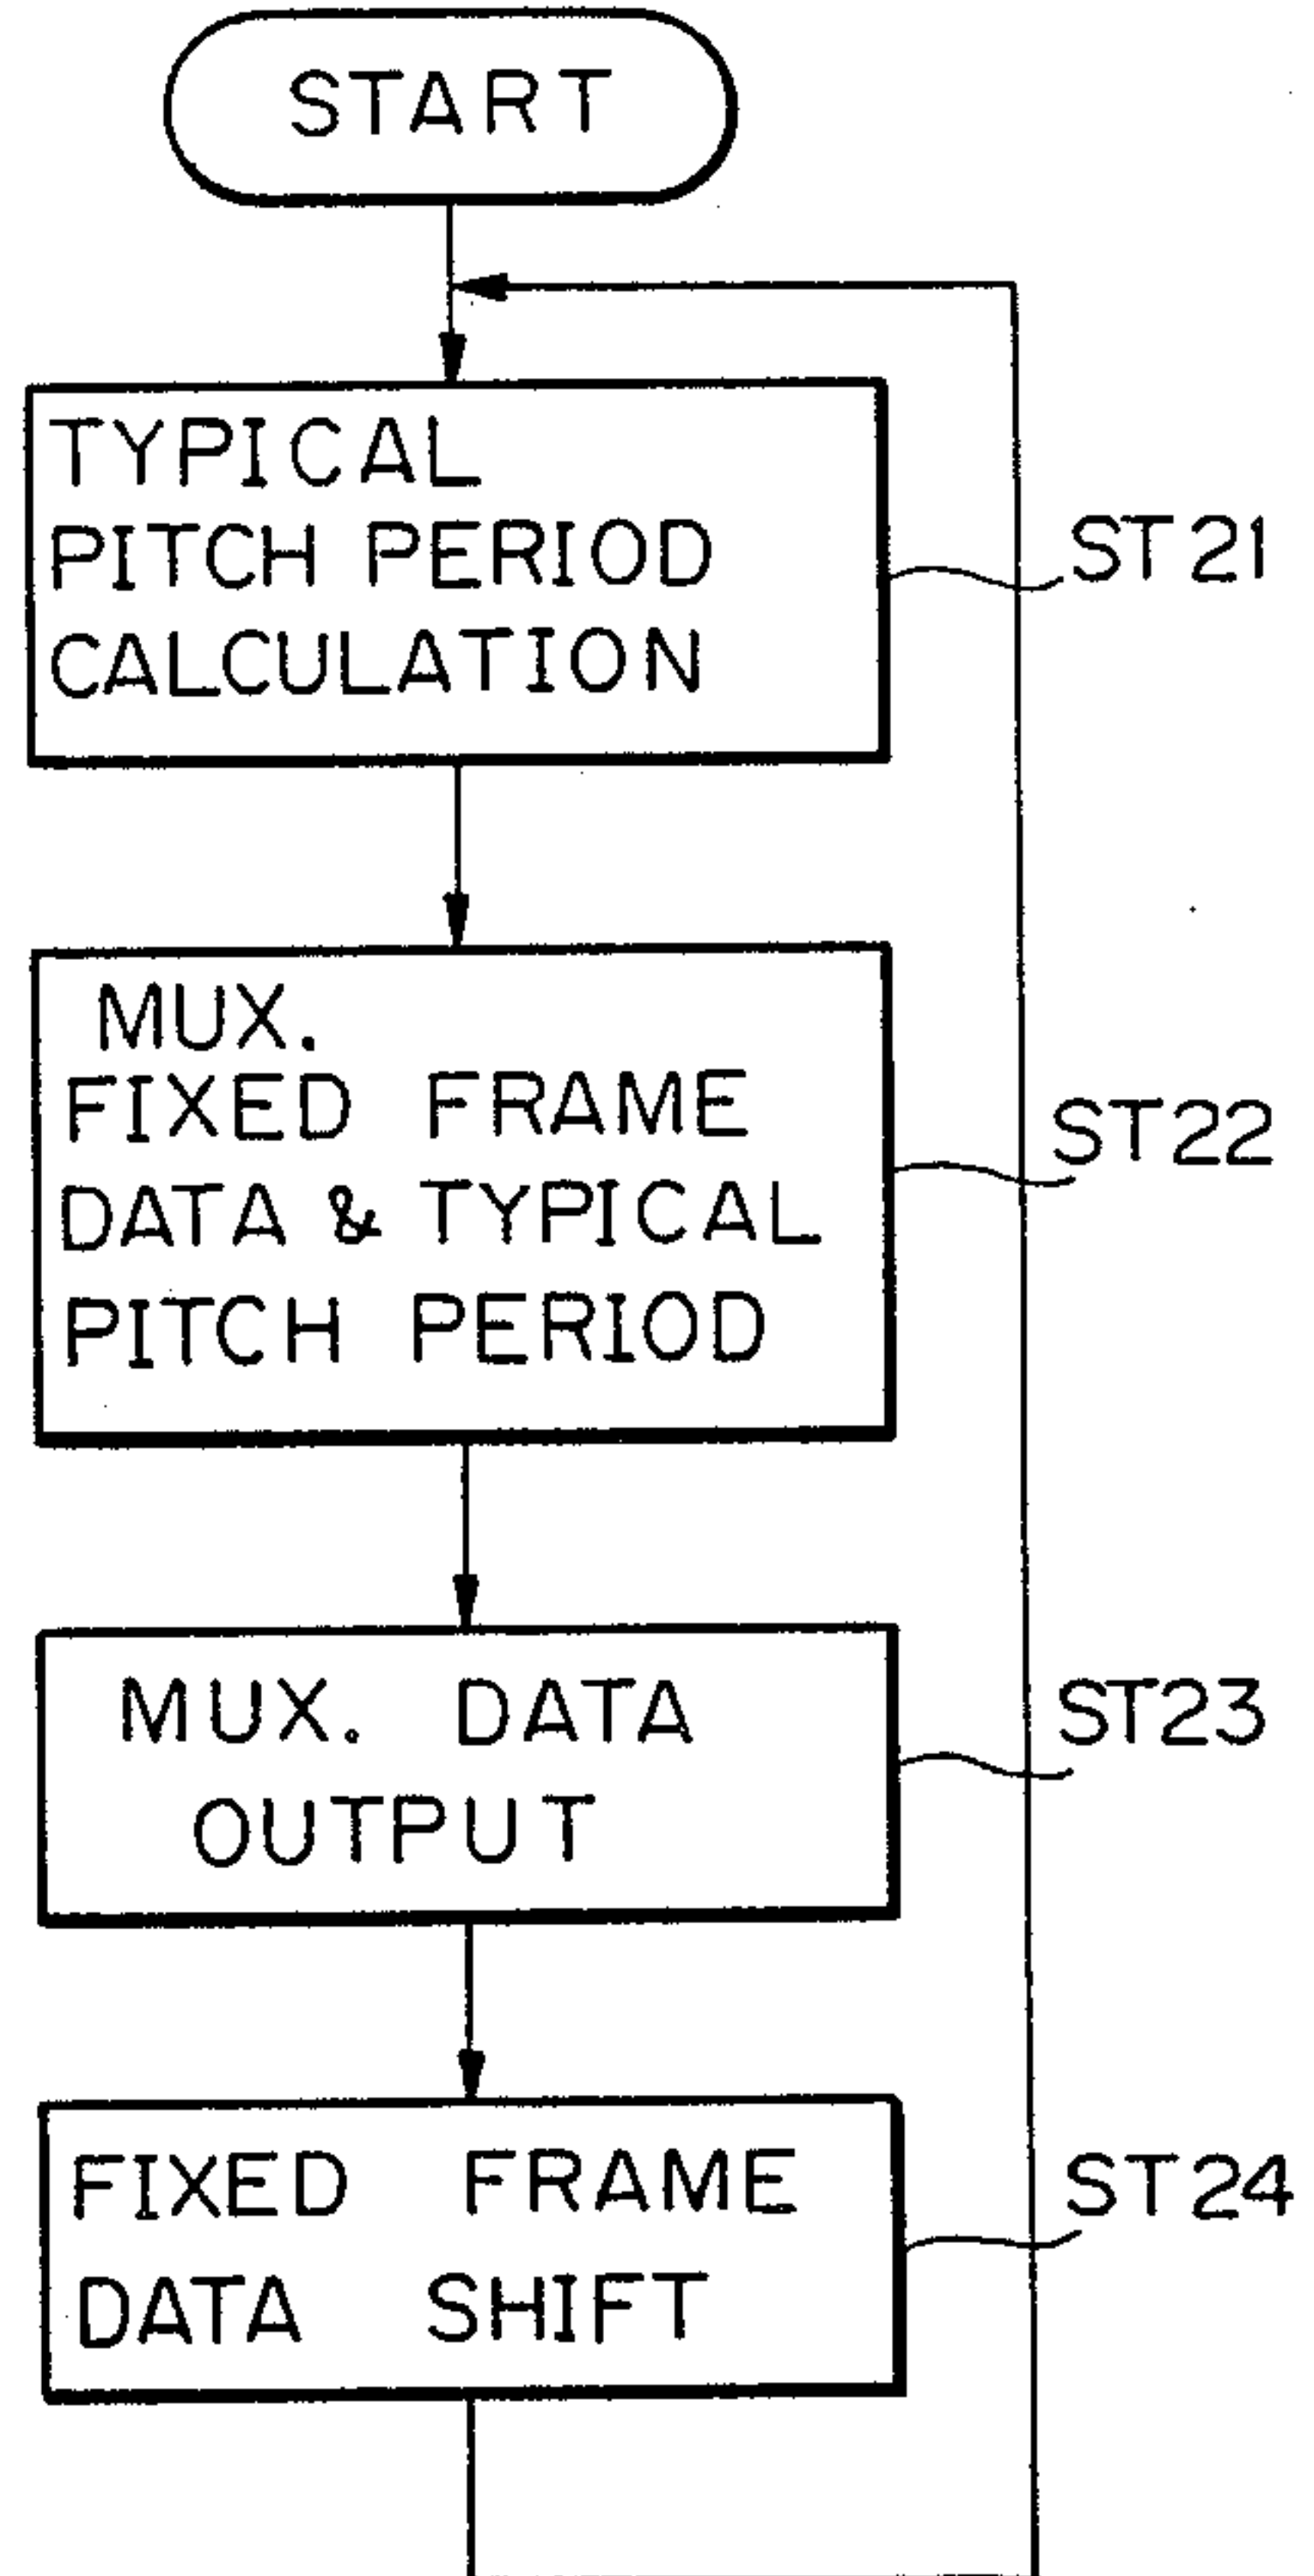 START
TYPICAL
PITCH PERIOD
CALCULATION
ST21
MUX.
FIXED FRAME
DATA & TYPICAL
PITCH PERIOD
ST22
MUX. DATA
OUTPUT
ST23
FIXED FRAME
DATA SHIFT
ST24